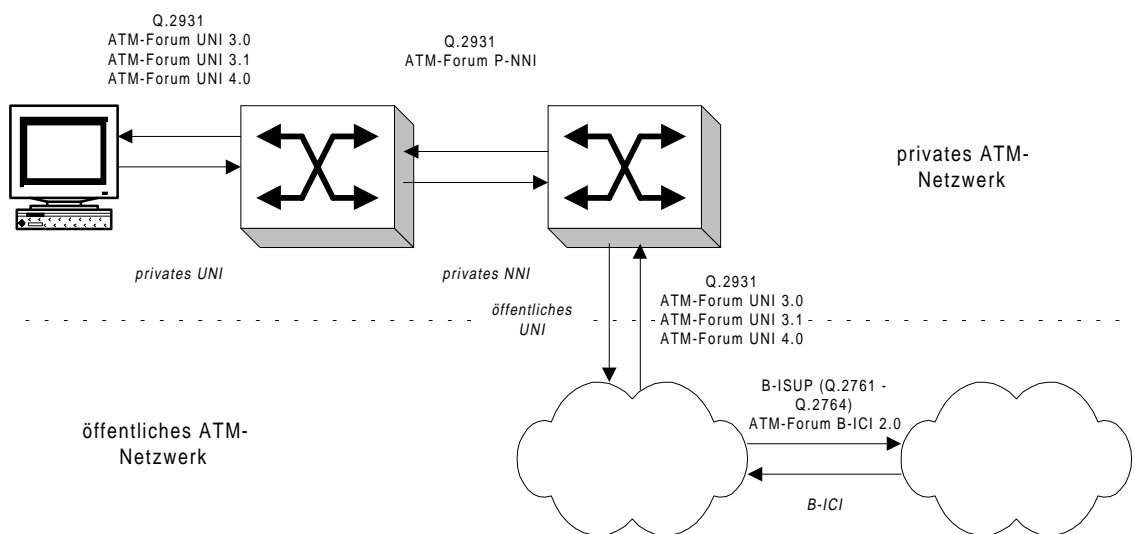 Q.2931
ATM-Forum UNI 3.0
ATM-Forum UNI 3.1
ATM-Forum UNI 4.0
Q.2931
ATM-Forum P-NNI
privates ATM-
Netzwerk
privates UNI
privates NNI
öffentliches
UNI
Q.2931
ATM-Forum UNI 3.0
ATM-Forum UNI 3.1
ATM-Forum UNI 4.0
öffentliches ATM-
Netzwerk
B-ISUP (Q.2761 -
Q.2764)
ATM-Forum B-ICI 2.0
B-ICI